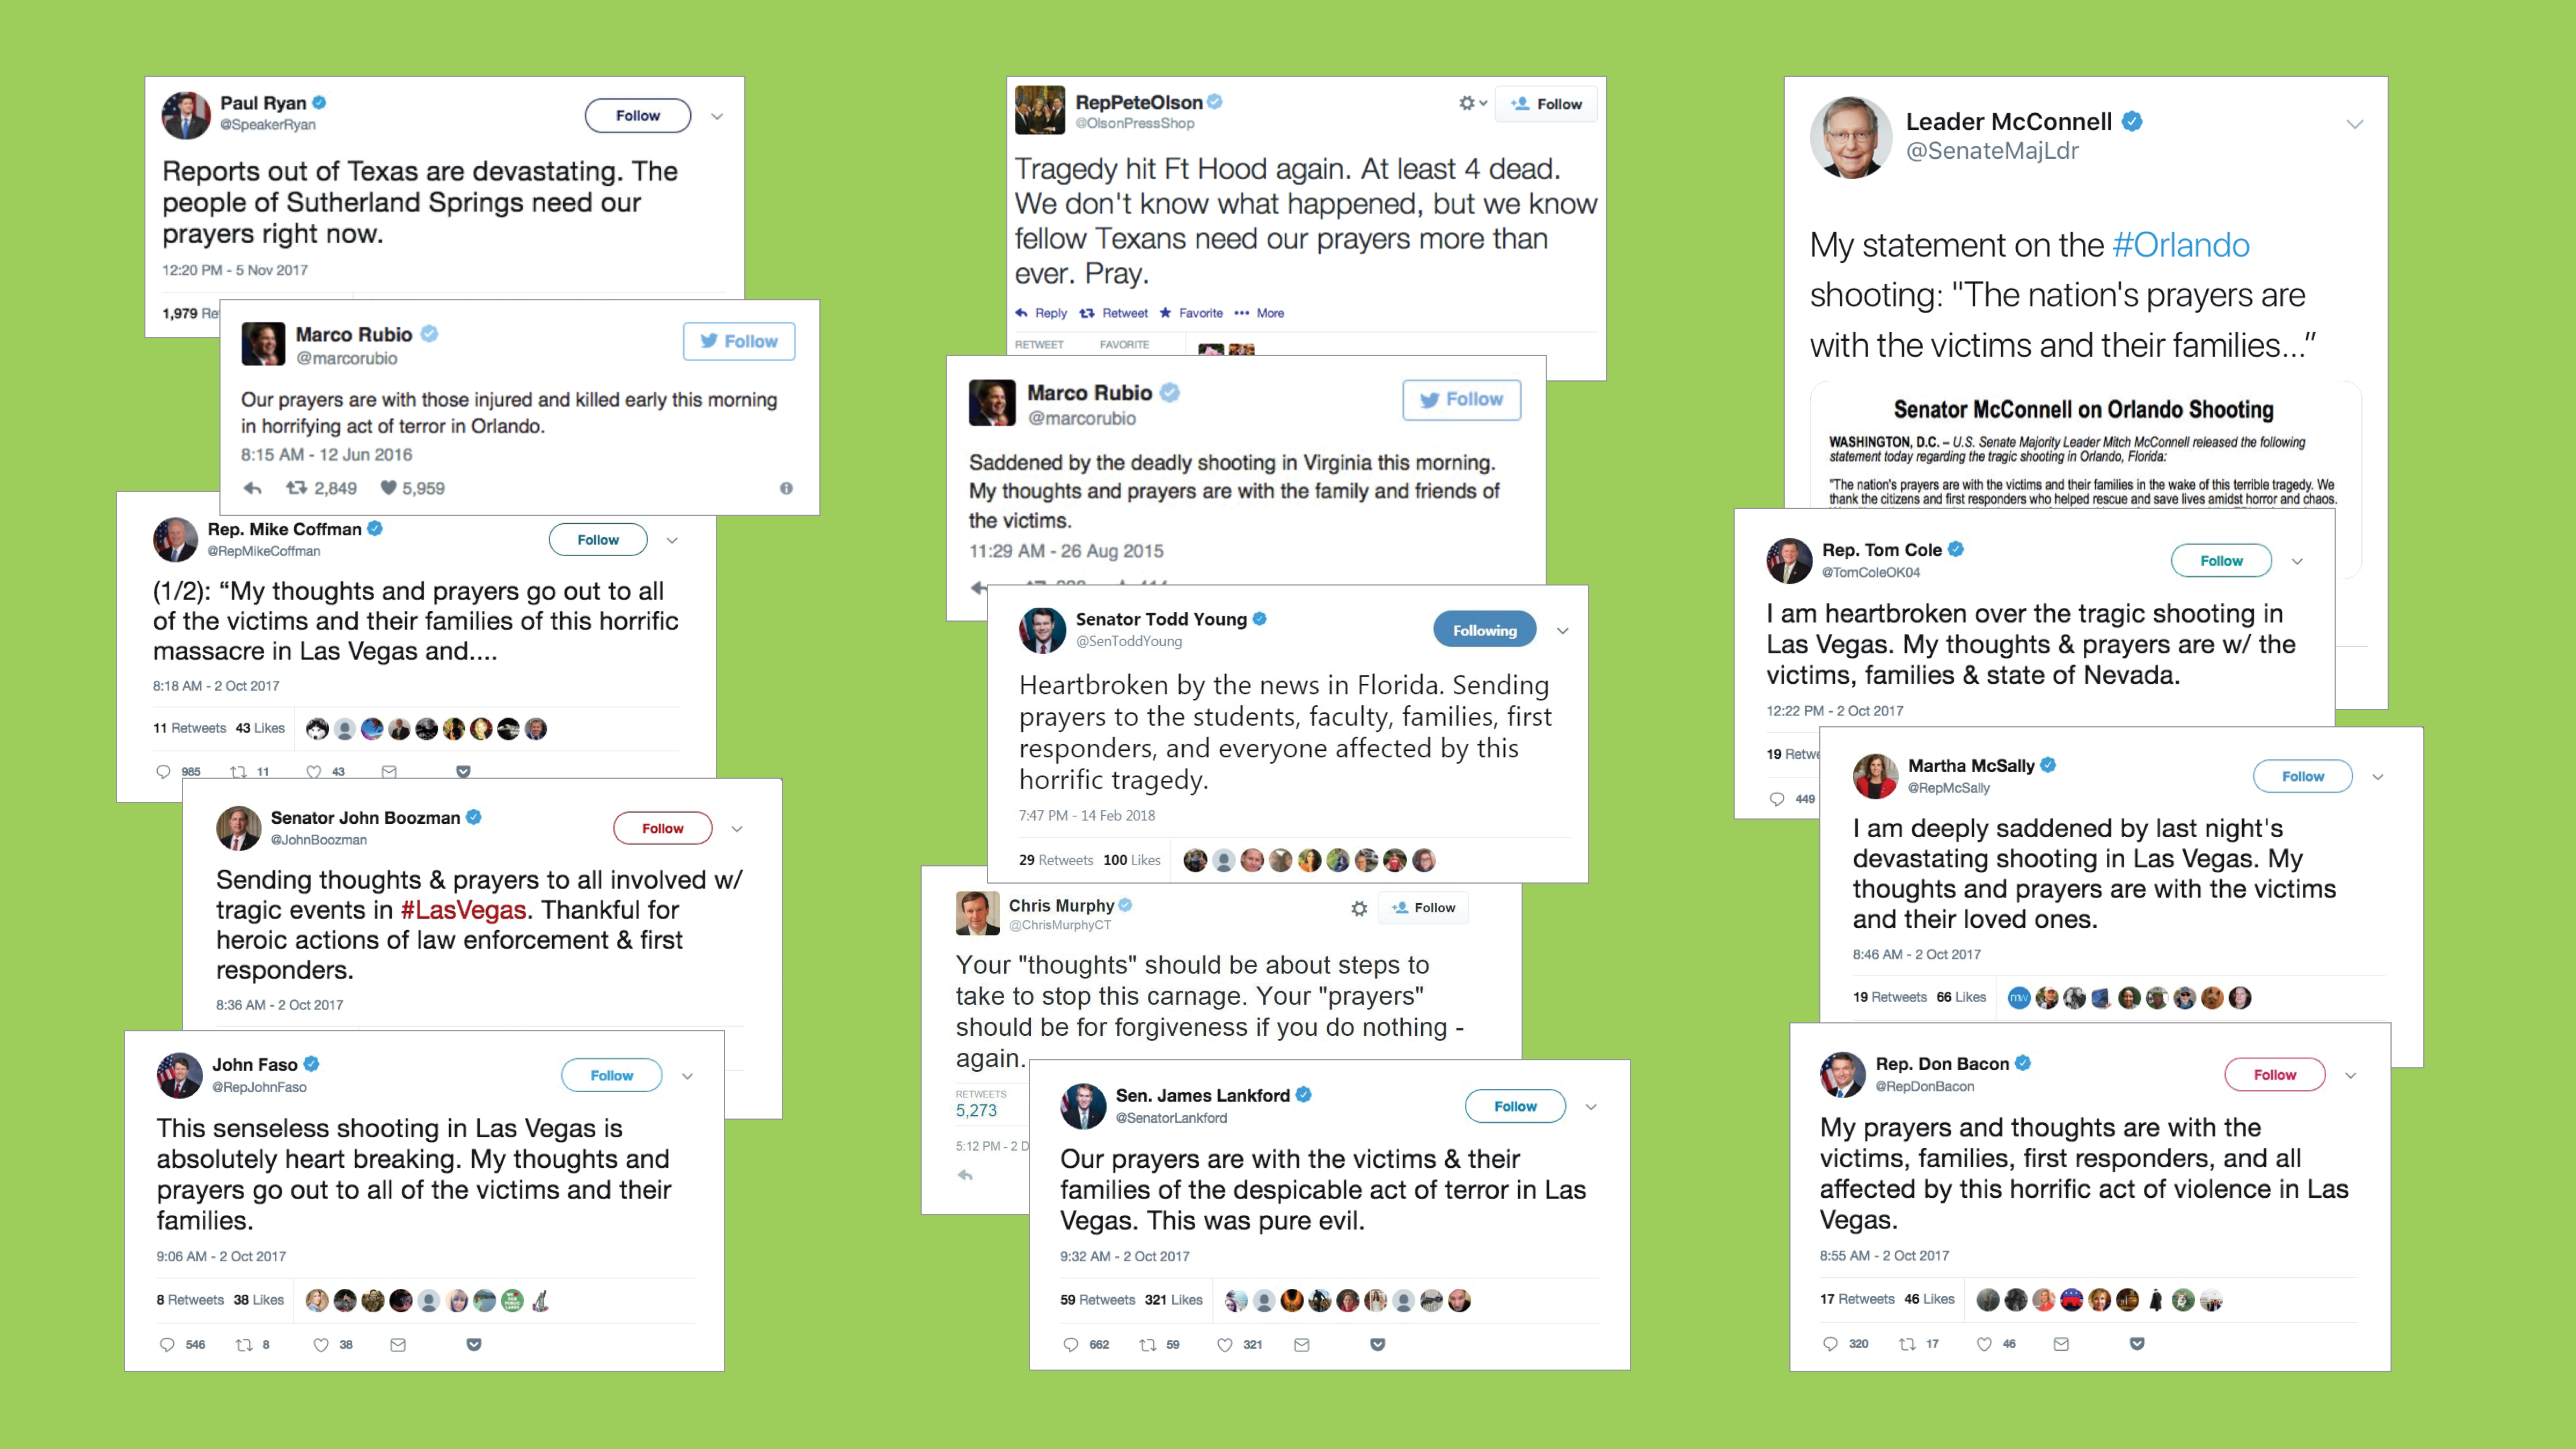 Paul Ryan
@SpeakerRyan
Follow
Reports out of Texas are devastating. The
people of Sutherland Springs need our
prayers right now.
12:20 PM - 5 Nov 2017
1,979
Marco Rubio
@marcorubio
Follow
Our prayers are with those injured and killed early this morning
in horrifying act of terror in Orlando.
8:15 AM - 12 Jun 2016
2,849 5,959
Rep. Mike Coffman
@RepMikeCoffman
Follow
(1/2): “My thoughts and prayers go out to all
of the victims and their families of this horrific
massacre in Las Vegas and....
8:18 AM - 2 Oct 2017
11 Retweets 43 Likes
985 11 43
Senator John Boozman
@JohnBoozman
Follow
Sending thoughts & prayers to all involved w/
tragic events in #LasVegas. Thankful for
heroic actions of law enforcement & first
responders.
8:36 AM - 2 Oct 2017
John Faso
@RepJohnFaso
Follow
This senseless shooting in Las Vegas is
absolutely heart breaking. My thoughts and
prayers go out to all of the victims and their
families.
9:06 AM - 2 Oct 2017
8 Retweets 38 Likes
546 8 38
RepPeteOlson
@OlsonPressShop
Follow
Tragedy hit Ft Hood again. At least 4 dead.
We don't know what happened, but we know
fellow Texans need our prayers more than
ever. Pray.
Reply Retweet Favorite More
RETWEET FAVORITE
Marco Rubio
@marcorubio
Follow
Saddened by the deadly shooting in Virginia this morning.
My thoughts and prayers are with the family and friends of
the victims.
11:29 AM - 26 Aug 2015
Senator Todd Young
@SenToddYoung
Following
Heartbroken by the news in Florida. Sending
prayers to the students, faculty, families, first
responders, and everyone affected by this
horrific tragedy.
7:47 PM - 14 Feb 2018
29 Retweets 100 Likes
Chris Murphy
@ChrisMurphyCT
Follow
Your "thoughts" should be about steps to
take to stop this carnage. Your "prayers"
should be for forgiveness if you do nothing -
again.
RETWEETS
5,273
5:12 PM - 2 D
Sen. James Lankford
@SenatorLankford
Follow
Our prayers are with the victims & their
families of the despicable act of terror in Las
Vegas. This was pure evil.
9:32 AM - 2 Oct 2017
59 Retweets 321 Likes
662 59 321
Leader McConnell
@SenateMajLdr
My statement on the #Orlando
shooting: "The nation's prayers are
with the victims and their families...”
Senator McConnell on Orlando Shooting
WASHINGTON, D.C. – U.S. Senate Majority Leader Mitch McConnell released the following
statement today regarding the tragic shooting in Orlando, Florida:
"The nation's prayers are with the victims and their families in the wake of this terrible tragedy. We
thank the citizens and first responders who helped rescue and save lives amidst horror and chaos.
Rep. Tom Cole
@TomColeOK04
Follow
I am heartbroken over the tragic shooting in
Las Vegas. My thoughts & prayers are w/ the
victims, families & state of Nevada.
12:22 PM - 2 Oct 2017
19 Retwe
449
Martha McSally
@RepMcSally
Follow
I am deeply saddened by last night's
devastating shooting in Las Vegas. My
thoughts and prayers are with the victims
and their loved ones.
8:46 AM - 2 Oct 2017
19 Retweets 66 Likes
Rep. Don Bacon
@RepDonBacon
Follow
My prayers and thoughts are with the
victims, families, first responders, and all
affected by this horrific act of violence in Las
Vegas.
8:55 AM - 2 Oct 2017
17 Retweets 46 Likes
320 17 46